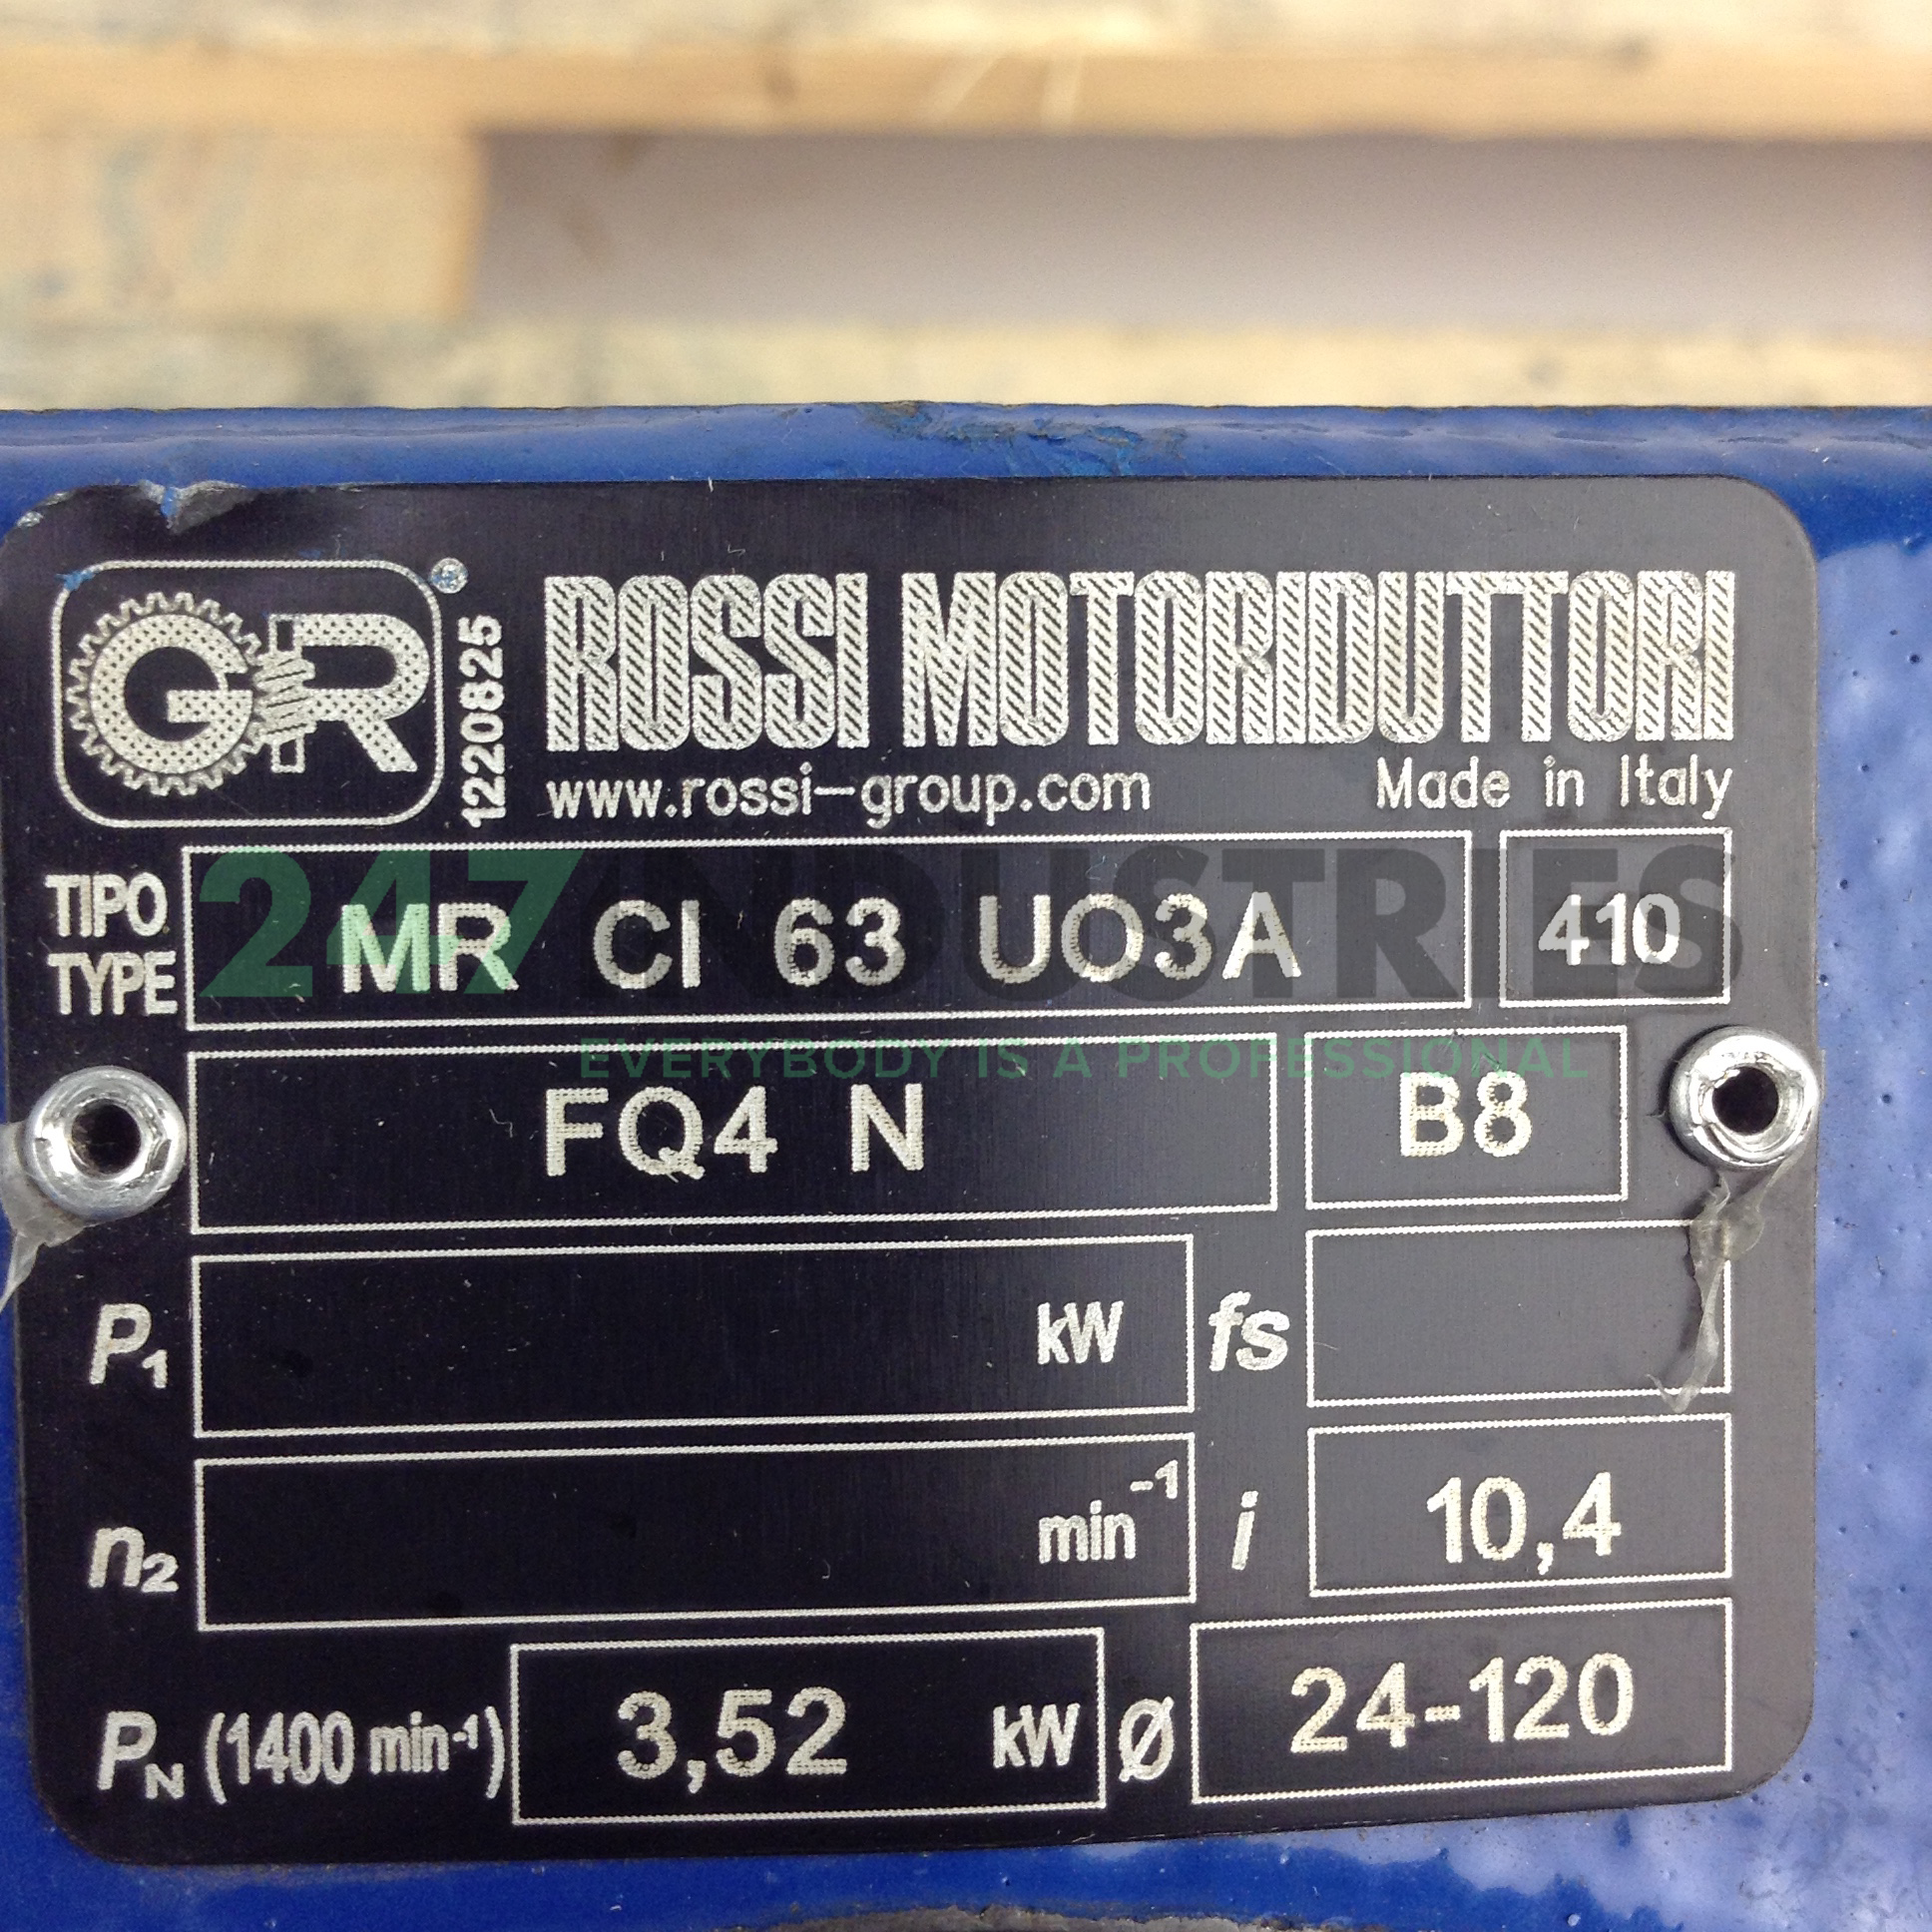 GR®
1220825
ROSSI MOTORIDUTTORI
www.rossi-group.com Made in Italy
TIPO
TYPE
MR CI 63 UO3A 410
247 INDUSTRIES
EVERYBODY IS A PROFESSIONAL
FQ4 N B8
P₁ kW fs
n₂ min⁻¹ i 10,4
P_N (1400 min⁻¹) 3,52 kW Ø 24-120